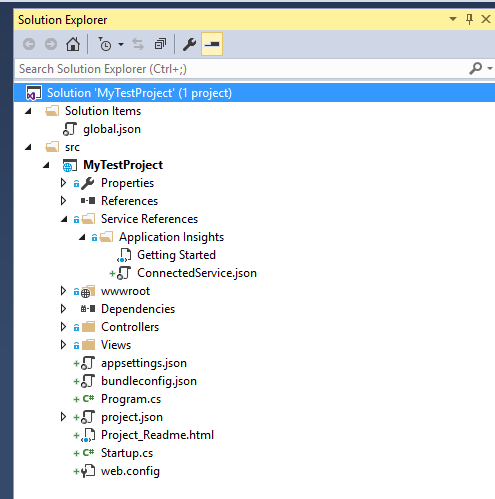 Solution Explorer
Search Solution Explorer (Ctrl+;)
Solution 'MyTestProject' (1 project)
Solution Items
global.json
src
MyTestProject
Properties
References
Service References
Application Insights
Getting Started
ConnectedService.json
wwwroot
Dependencies
Controllers
Views
appsettings.json
bundleconfig.json
C# Program.cs
project.json
Project_Readme.html
C# Startup.cs
web.config